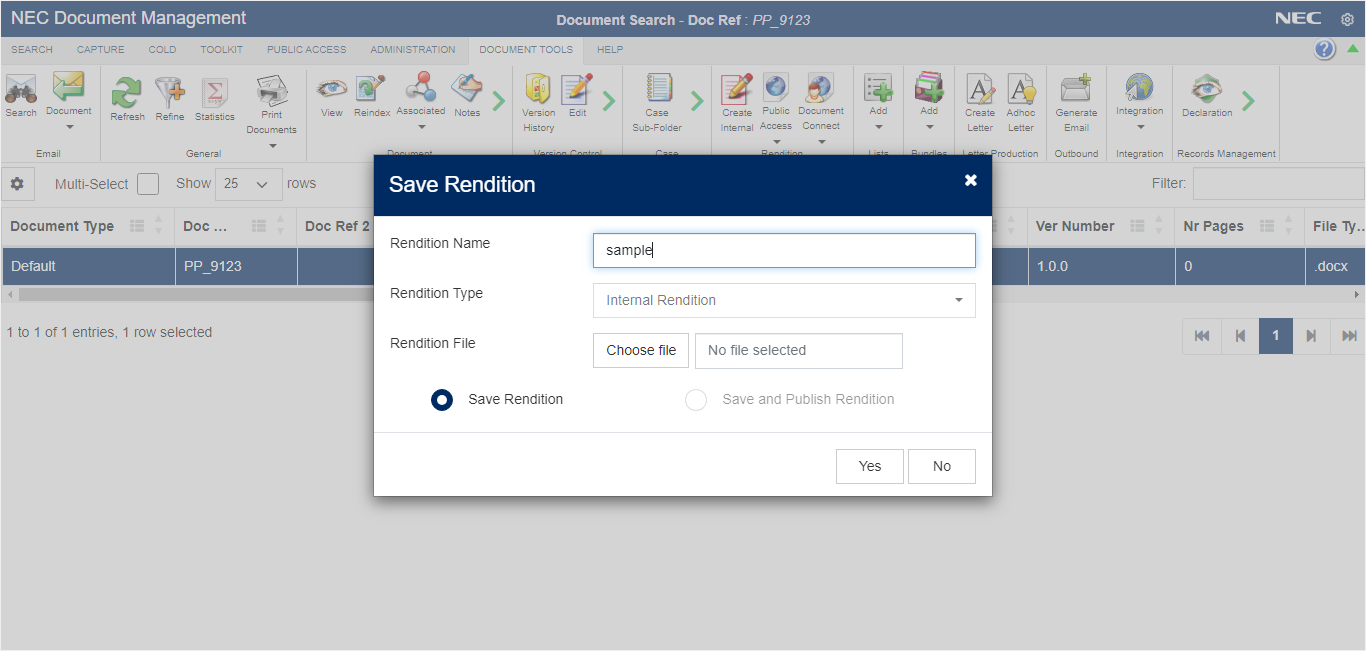 NEC Document Management
Document Search - Doc Ref : PP_9123
NEC
SEARCH CAPTURE COLD TOOLKIT PUBLIC ACCESS ADMINISTRATION DOCUMENT TOOLS HELP
?
Search Document Refresh Refine Statistics Print Documents View Reindex Associated Notes Version History Edit Case Sub-Folder Create Internal Public Access Document Connect Add Add Create Letter Adhoc Letter Generate Email Integration Declaration
Email General Document Version Control Case Rendition Lists Bundles Letter Production Outbound Integration Records Management
Multi-Select Show 25 rows Filter:
Document Type Doc ... Doc Ref 2 Ver Number Nr Pages File Ty...
Default PP_9123 1.0.0 0 .docx
1 to 1 of 1 entries, 1 row selected
1
Save Rendition
Rendition Name sample
Rendition Type Internal Rendition
Rendition File Choose file No file selected
Save Rendition Save and Publish Rendition
Yes No